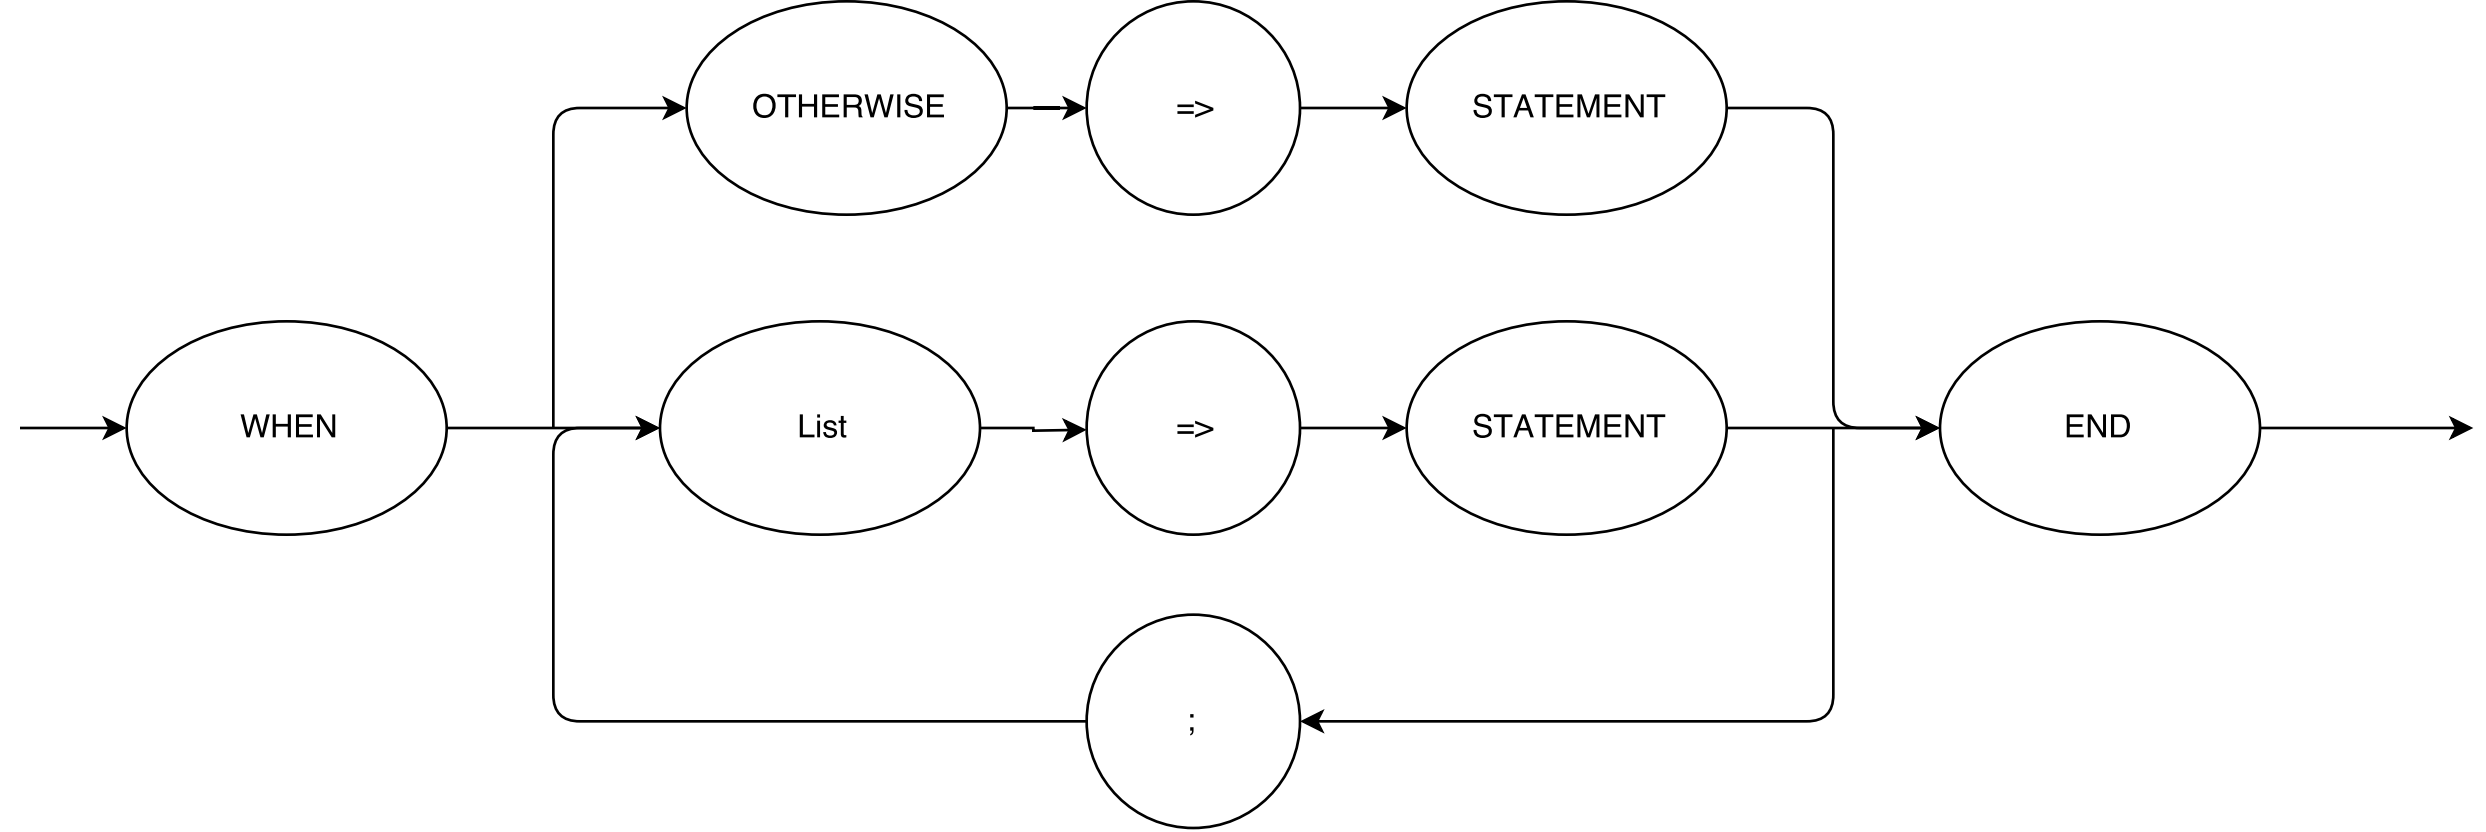 OTHERWISE
=>
STATEMENT
WHEN
List
=>
STATEMENT
END
;